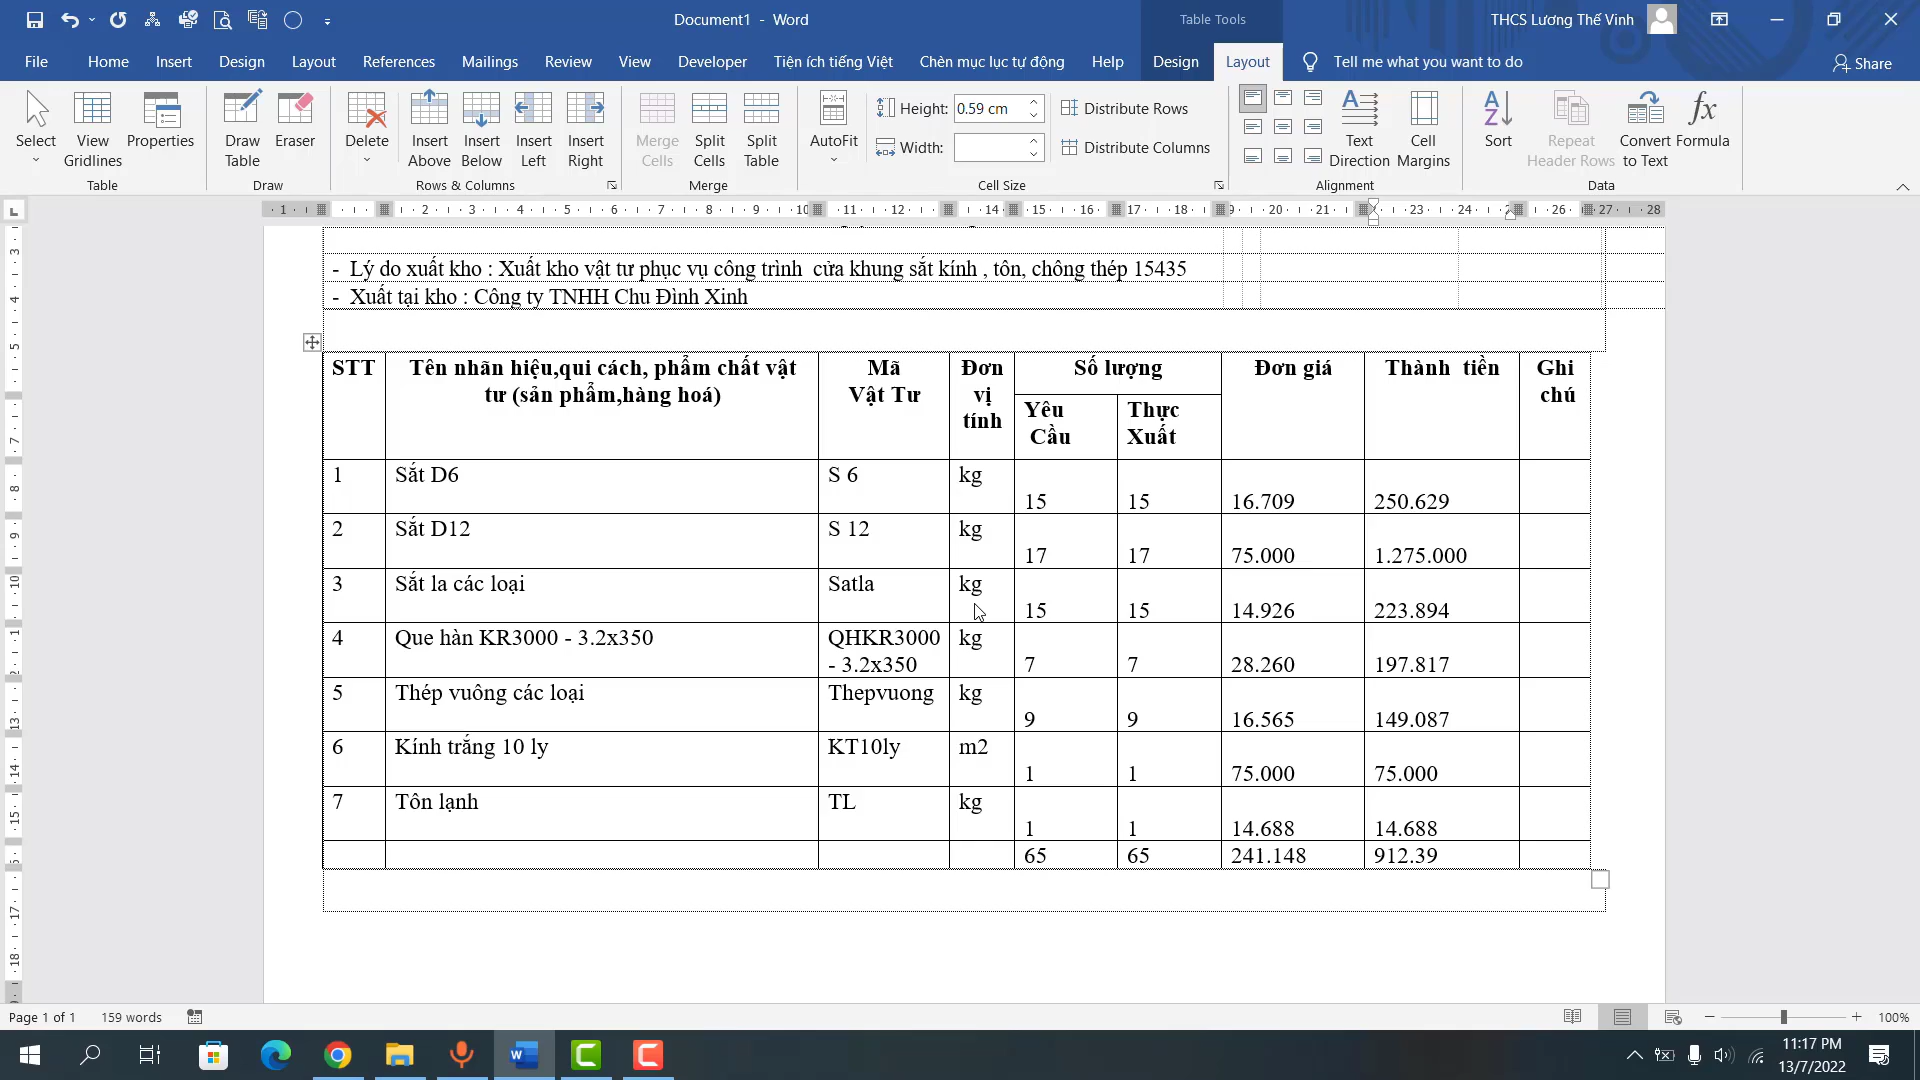 Document1 - Word
Table Tools
THCS Lương Thế Vinh
File Home Insert Design Layout References Mailings Review View Developer Tiện ích tiếng Việt Chèn mục lục tự động Help Design Layout Tell me what you want to do Share
Select
View Gridlines
Properties
Table
Draw Table
Eraser
Draw
Delete
Insert Above
Insert Below
Insert Left
Insert Right
Rows & Columns
Merge Cells
Split Cells
Split Table
Merge
AutoFit
Height: 0.59 cm
Width:
Distribute Rows
Distribute Columns
Cell Size
Text Direction
Cell Margins
Alignment
Sort
Repeat Header Rows
Convert to Text
Formula
Data
- Lý do xuất kho : Xuất kho vật tư phục vụ công trình cửa khung sắt kính , tôn, chông thép 15435
- Xuất tại kho : Công ty TNHH Chu Đình Xinh
STT Tên nhãn hiệu,qui cách, phẩm chất vật Mã Đơn Số lượng Đơn giá Thành tiền Ghi
tư (sản phẩm,hàng hoá) Vật Tư vị chú
tính
Yêu Thực
Cầu Xuất
1 Sắt D6 S 6 kg
15 15 16.709 250.629
2 Sắt D12 S 12 kg
17 17 75.000 1.275.000
3 Sắt la các loại Satla kg
15 15 14.926 223.894
4 Que hàn KR3000 - 3.2x350 QHKR3000 kg
- 3.2x350 7 7 28.260 197.817
5 Thép vuông các loại Thepvuong kg
9 9 16.565 149.087
6 Kính trắng 10 ly KT10ly m2
1 1 75.000 75.000
7 Tôn lạnh TL kg
1 1 14.688 14.688
65 65 241.148 912.39
Page 1 of 1 159 words 100%
11:17 PM
13/7/2022